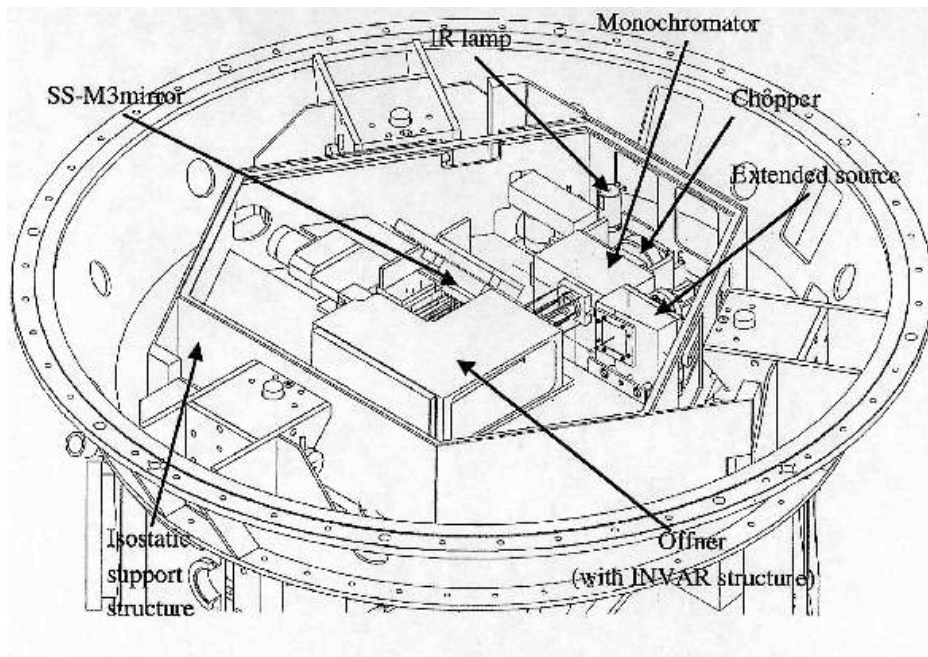 Monochromator
IR lamp
SS-M3mirror
Chopper
Extended source
Isostatic
support
structure
Offner
(with INVAR structure)